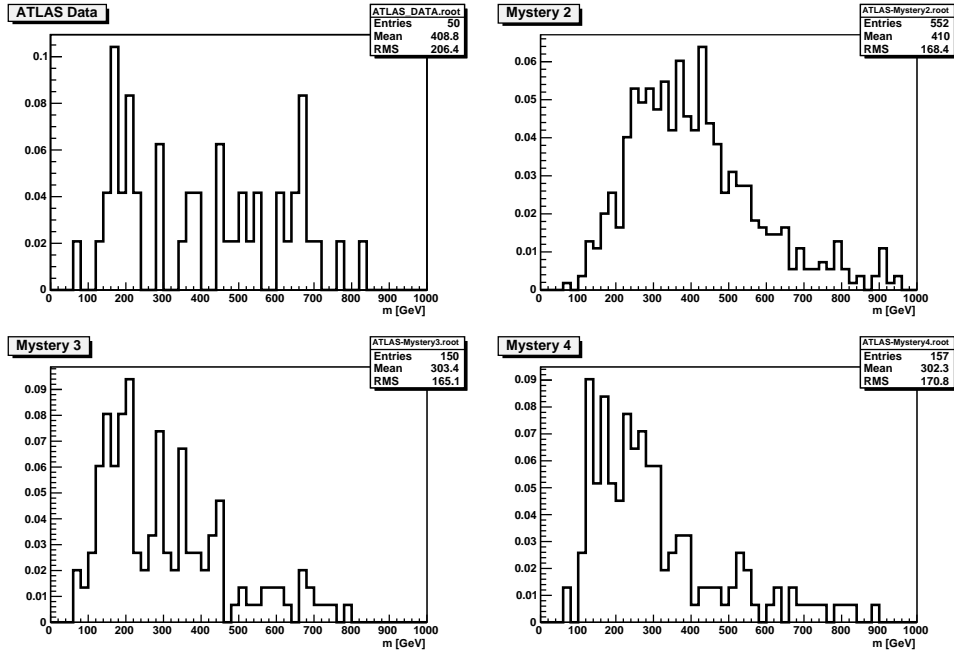 ATLAS Data
ATLAS_DATA.root
Entries 50
Mean 408.8
RMS 206.4
0.1
0.08
0.06
0.04
0.02
0
0 100 200 300 400 500 600 700 800 900 1000
m [GeV]
Mystery 2
ATLAS-Mystery2.root
Entries 552
Mean 410
RMS 168.4
0.06
0.05
0.04
0.03
0.02
0.01
0
0 100 200 300 400 500 600 700 800 900 1000
m [GeV]
Mystery 3
ATLAS-Mystery3.root
Entries 150
Mean 303.4
RMS 165.1
0.09
0.08
0.07
0.06
0.05
0.04
0.03
0.02
0.01
0
0 100 200 300 400 500 600 700 800 900 1000
m [GeV]
Mystery 4
ATLAS-Mystery4.root
Entries 157
Mean 302.3
RMS 170.8
0.09
0.08
0.07
0.06
0.05
0.04
0.03
0.02
0.01
0
0 100 200 300 400 500 600 700 800 900 1000
m [GeV]